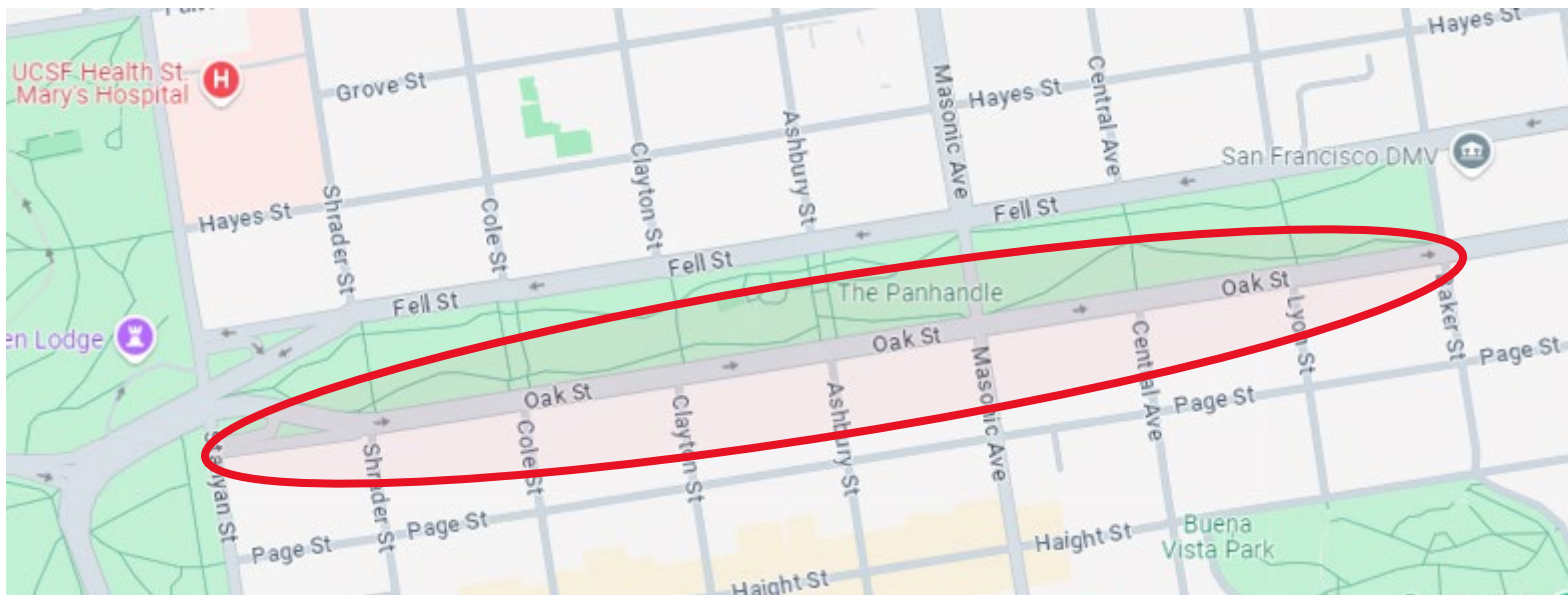 Hayes St
UCSF Health St.
Mary's Hospital
H
Grove St
Masonic Ave
Hayes St
Central Ave
Ashbury St
Clayton St
San Francisco DMV
Shrader St
Cole St
Hayes St
Fell St
Fell St
Fell St
The Panhandle
Oak St
Lyon St
en Lodge
Oak St
Oak St
Masonic Ave
Central Ave
Baker St
Page St
Ashbury St
Clayton St
Cole St
Page St
Stanyan St
Shrader St
Page St
Page St
Haight St
Buena
Vista Park
Haight St